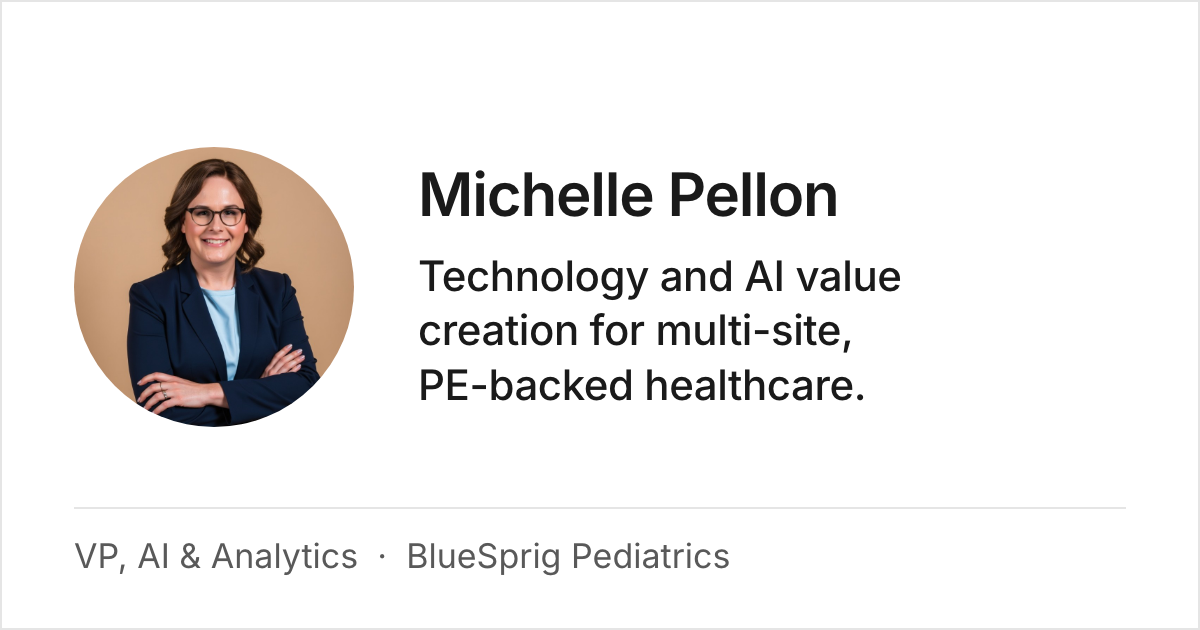 Michelle Pellon
Technology and AI value
creation for multi-site,
PE-backed healthcare.
VP, AI & Analytics · BlueSprig Pediatrics